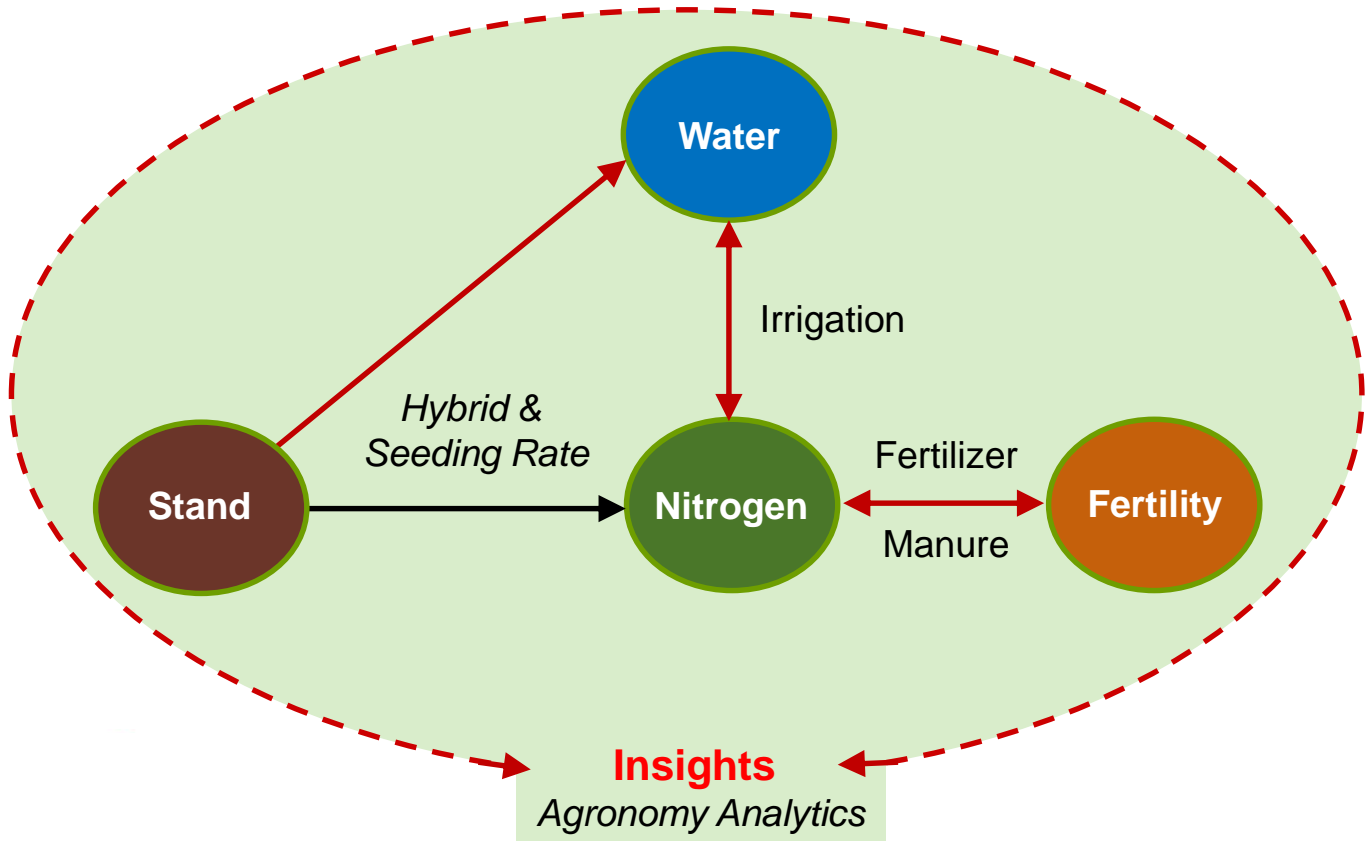 Water
Irrigation
Hybrid &
Seeding Rate
Fertilizer
Stand
Nitrogen
Fertility
Manure
Insights
Agronomy Analytics